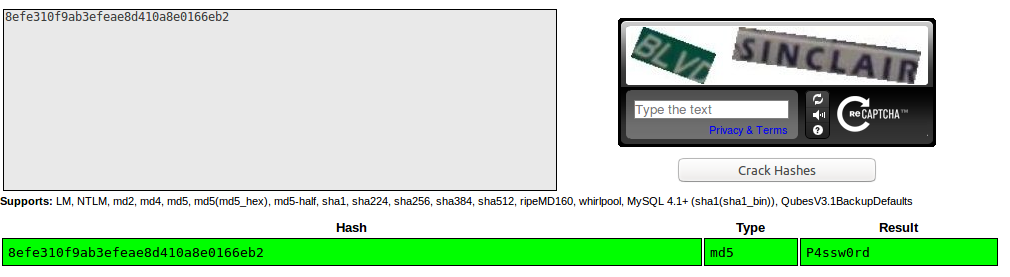 8efe310f9ab3efeae8d410a8e0166eb2
BLVD SINCLAIR
Type the text
Privacy & Terms
reCAPTCHA™
Crack Hashes
Supports: LM, NTLM, md2, md4, md5, md5(md5_hex), md5-half, sha1, sha224, sha256, sha384, sha512, ripeMD160, whirlpool, MySQL 4.1+ (sha1(sha1_bin)), QubesV3.1BackupDefaults
Hash Type Result
8efe310f9ab3efeae8d410a8e0166eb2 md5 P4ssw0rd